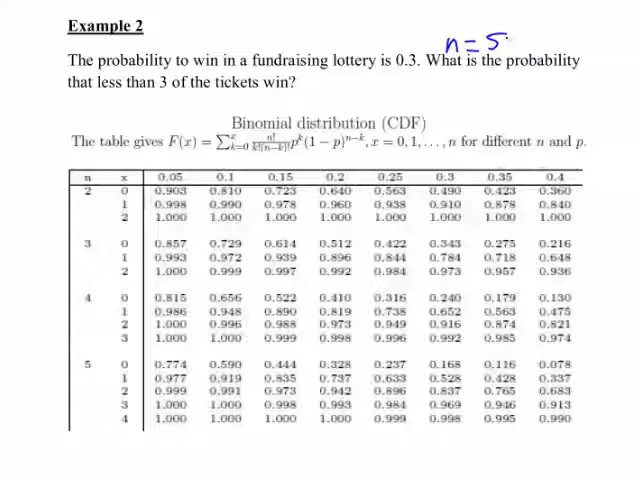 Example 2
n = 5
The probability to win in a fundraising lottery is 0.3. What is the probability
that less than 3 of the tickets win?
Binomial distribution (CDF)
The table gives F(x) = ∑_{k=0}^{x} n!/(k!(n−k)!) p^k(1 − p)^{n−k}, x = 0, 1, . . . , n for different n and p.
n x 0.05 0.1 0.15 0.2 0.25 0.3 0.35 0.4
2 0 0.903 0.810 0.723 0.640 0.563 0.490 0.423 0.360
1 0.998 0.990 0.978 0.960 0.938 0.910 0.878 0.840
2 1.000 1.000 1.000 1.000 1.000 1.000 1.000 1.000
3 0 0.857 0.729 0.614 0.512 0.422 0.343 0.275 0.216
1 0.993 0.972 0.939 0.896 0.844 0.784 0.718 0.648
2 1.000 0.999 0.997 0.992 0.984 0.973 0.957 0.936
4 0 0.815 0.656 0.522 0.410 0.316 0.240 0.179 0.130
1 0.986 0.948 0.890 0.819 0.738 0.652 0.563 0.475
2 1.000 0.996 0.988 0.973 0.949 0.916 0.874 0.821
3 1.000 1.000 0.999 0.998 0.996 0.992 0.985 0.974
5 0 0.774 0.590 0.444 0.328 0.237 0.168 0.116 0.078
1 0.977 0.919 0.835 0.737 0.633 0.528 0.428 0.337
2 0.999 0.991 0.973 0.942 0.896 0.837 0.765 0.683
3 1.000 1.000 0.998 0.993 0.984 0.969 0.946 0.913
4 1.000 1.000 1.000 1.000 0.999 0.998 0.995 0.990